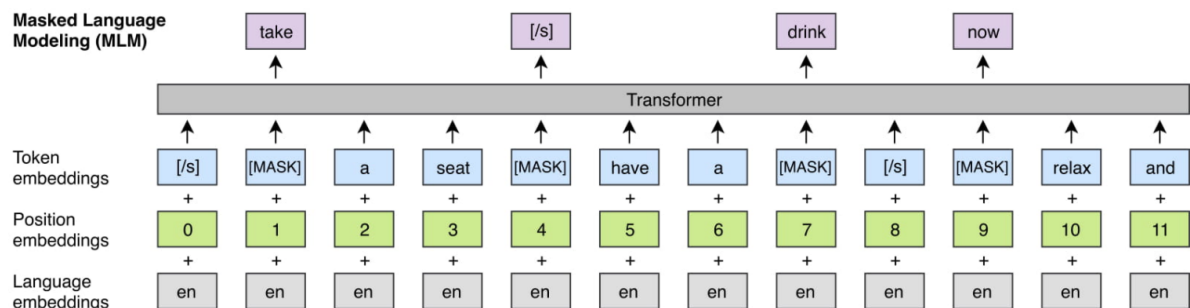 Masked Language
Modeling (MLM)
take [/s] drink now
Transformer
Token
embeddings
[/s] [MASK] a seat [MASK] have a [MASK] [/s] [MASK] relax and
+ + + + + + + + + + + +
Position
embeddings
0 1 2 3 4 5 6 7 8 9 10 11
+ + + + + + + + + + + +
Language
embeddings
en en en en en en en en en en en en